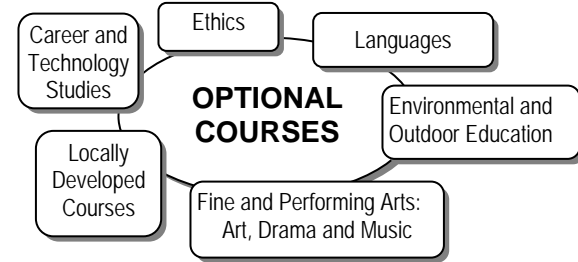 Ethics
Languages
Career and
Technology
Studies
OPTIONAL
COURSES
Environmental and
Outdoor Education
Locally
Developed
Courses
Fine and Performing Arts:
Art, Drama and Music